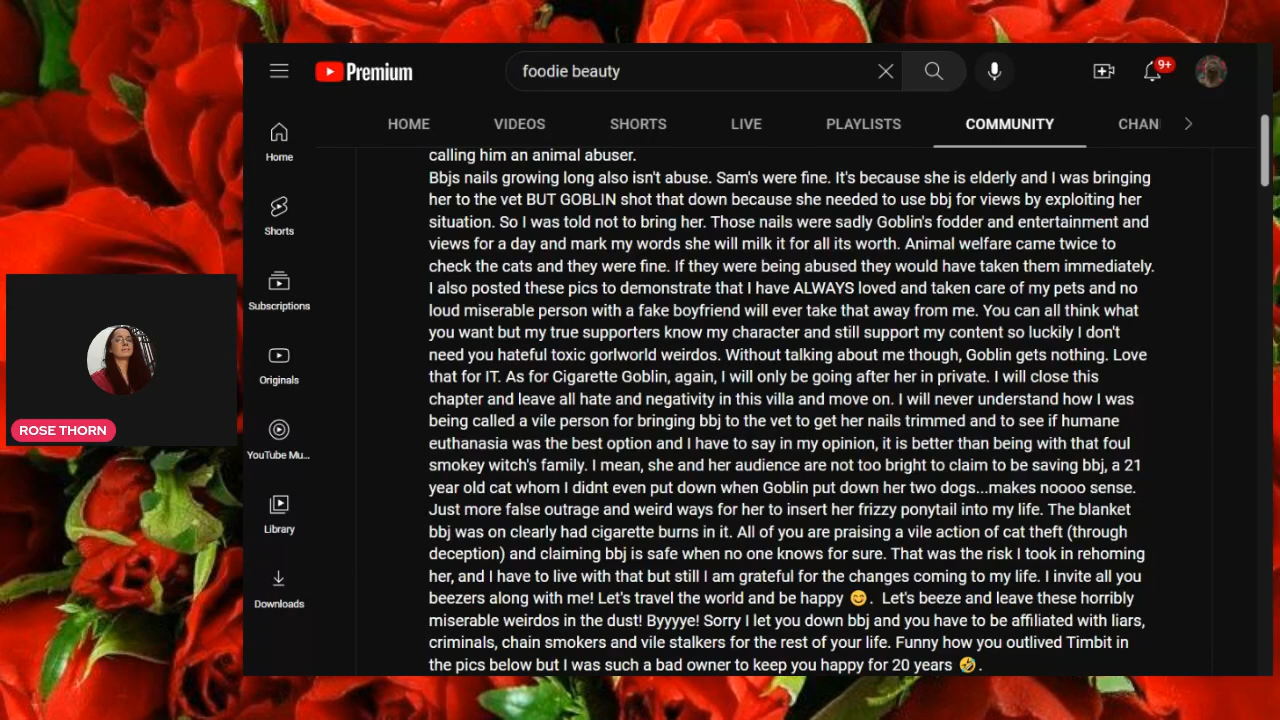 Premium
foodie beauty
9+
HOME
VIDEOS
SHORTS
LIVE
PLAYLISTS
COMMUNITY
CHAN
Home
Shorts
Subscriptions
Originals
YouTube Mu...
Library
Downloads
ROSE THORN
calling him an animal abuser.
Bbjs nails growing long also isn't abuse. Sam's were fine. It's because she is elderly and I was bringing
her to the vet BUT GOBLIN shot that down because she needed to use bbj for views by exploiting her
situation. So I was told not to bring her. Those nails were sadly Goblin's fodder and entertainment and
views for a day and mark my words she will milk it for all its worth. Animal welfare came twice to
check the cats and they were fine. If they were being abused they would have taken them immediately.
I also posted these pics to demonstrate that I have ALWAYS loved and taken care of my pets and no
loud miserable person with a fake boyfriend will ever take that away from me. You can all think what
you want but my true supporters know my character and still support my content so luckily I don't
need you hateful toxic gorlworld weirdos. Without talking about me though, Goblin gets nothing. Love
that for IT. As for Cigarette Goblin, again, I will only be going after her in private. I will close this
chapter and leave all hate and negativity in this villa and move on. I will never understand how I was
being called a vile person for bringing bbj to the vet to get her nails trimmed and to see if humane
euthanasia was the best option and I have to say in my opinion, it is better than being with that foul
smokey witch's family. I mean, she and her audience are not too bright to claim to be saving bbj, a 21
year old cat whom I didnt even put down when Goblin put down her two dogs...makes noooo sense.
Just more false outrage and weird ways for her to insert her frizzy ponytail into my life. The blanket
bbj was on clearly had cigarette burns in it. All of you are praising a vile action of cat theft (through
deception) and claiming bbj is safe when no one knows for sure. That was the risk I took in rehoming
her, and I have to live with that but still I am grateful for the changes coming to my life. I invite all you
beezers along with me! Let's travel the world and be happy 😊.  Let's beeze and leave these horribly
miserable weirdos in the dust! Byyyye! Sorry I let you down bbj and you have to be affiliated with liars,
criminals, chain smokers and vile stalkers for the rest of your life. Funny how you outlived Timbit in
the pics below but I was such a bad owner to keep you happy for 20 years 🤣.